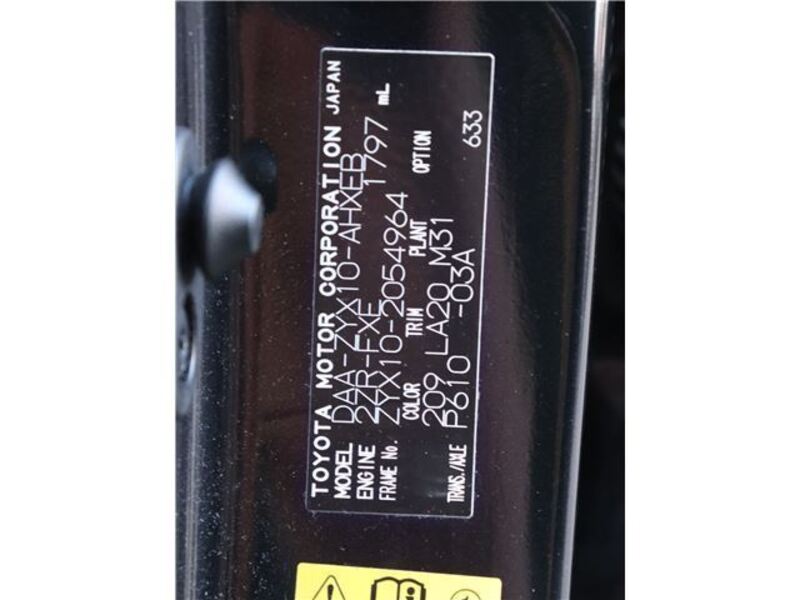 TOYOTA MOTOR CORPORATION JAPAN
MODEL DAA-ZYX10-AHXEB
ENGINE 2ZR-FXE 1797 mL
FRAME No. ZYX10-2054964
COLOR TRIM PLANT OPTION
209 LA20 M31
TRANS./AXLE P610 -03A 633